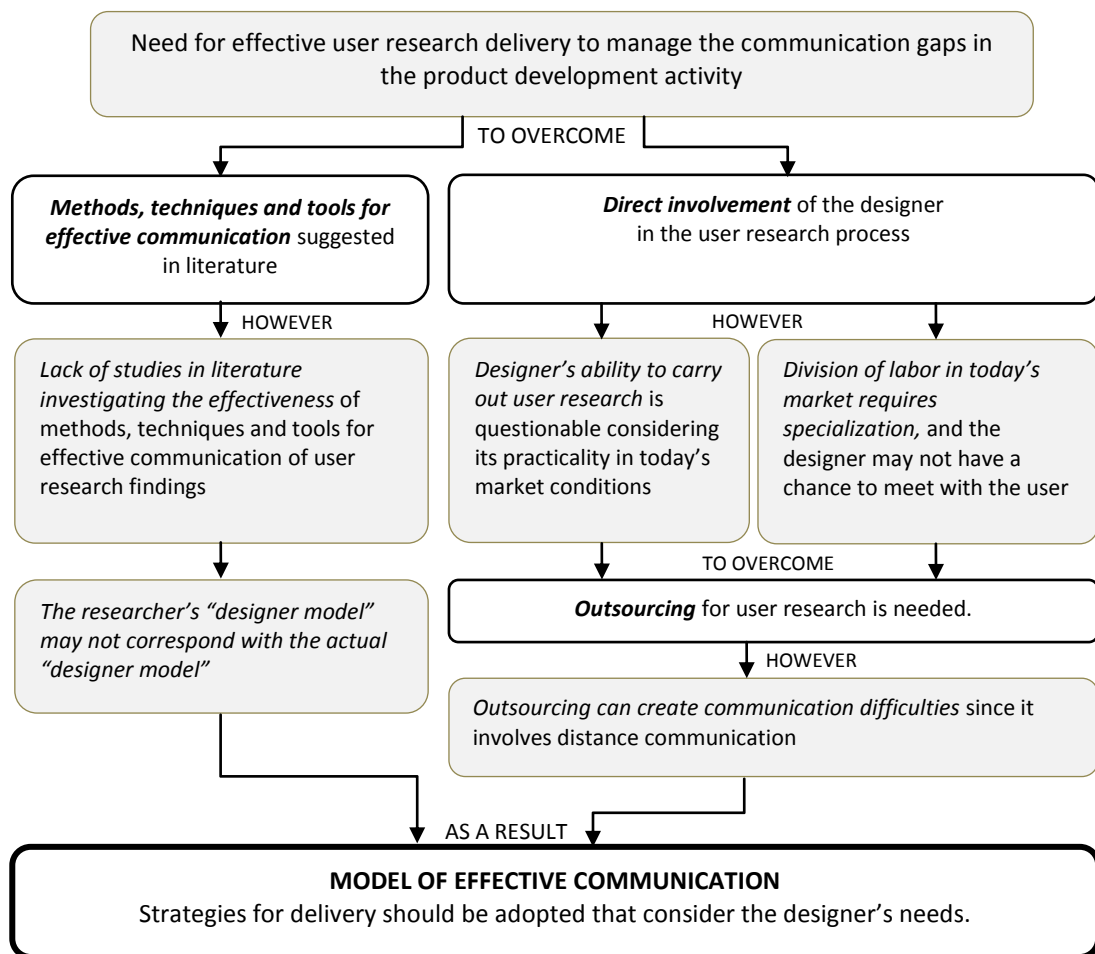 Need for effective user research delivery to manage the communication gaps in
the product development activity
TO OVERCOME
Methods, techniques and tools for
effective communication suggested
in literature
Direct involvement of the designer
in the user research process
HOWEVER
HOWEVER
Lack of studies in literature
investigating the effectiveness of
methods, techniques and tools for
effective communication of user
research findings
Designer’s ability to carry
out user research is
questionable considering
its practicality in today’s
market conditions
Division of labor in today’s
market requires
specialization, and the
designer may not have a
chance to meet with the user
TO OVERCOME
The researcher’s “designer model”
may not correspond with the actual
“designer model”
Outsourcing for user research is needed.
HOWEVER
Outsourcing can create communication difficulties since it
involves distance communication
AS A RESULT
MODEL OF EFFECTIVE COMMUNICATION
Strategies for delivery should be adopted that consider the designer’s needs.